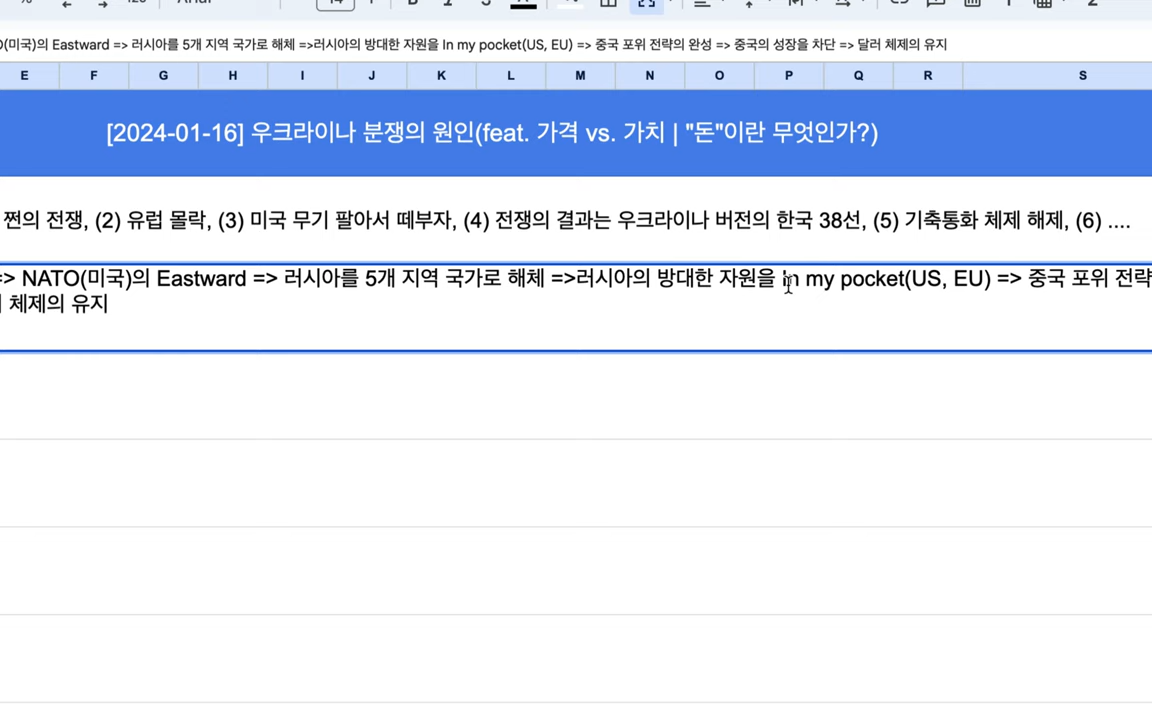 O(미국)의 Eastward => 러시아를 5개 지역 국가로 해체 =>러시아의 방대한 자원을 In my pocket(US, EU) => 중국 포위 전략의 완성 => 중국의 성장을 차단 => 달러 체제의 유지
E F G H I J K L M N O P Q R S
[2024-01-16] 우크라이나 분쟁의 원인(feat. 가격 vs. 가치 | "돈"이란 무엇인가?)
쩐의 전쟁, (2) 유럽 몰락, (3) 미국 무기 팔아서 떼부자, (4) 전쟁의 결과는 우크라이나 버전의 한국 38선, (5) 기축통화 체제 해제, (6) ....
=> NATO(미국)의 Eastward => 러시아를 5개 지역 국가로 해체 =>러시아의 방대한 자원을 In my pocket(US, EU) => 중국 포위 전략
체제의 유지